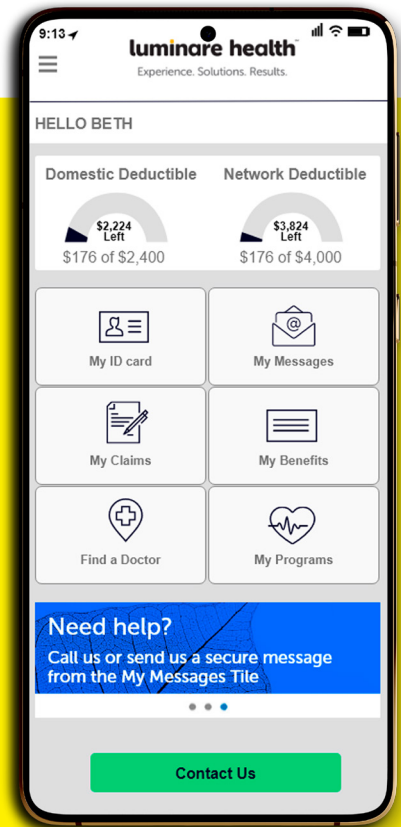 9:13
luminare health
Experience. Solutions. Results.
HELLO BETH
Domestic Deductible
Network Deductible
$2,224
Left
$3,824
Left
$176 of $2,400
$176 of $4,000
My ID card
My Messages
@
My Claims
My Benefits
Find a Doctor
My Programs
Need help?
Call us or send us a secure message
from the My Messages Tile
Contact Us